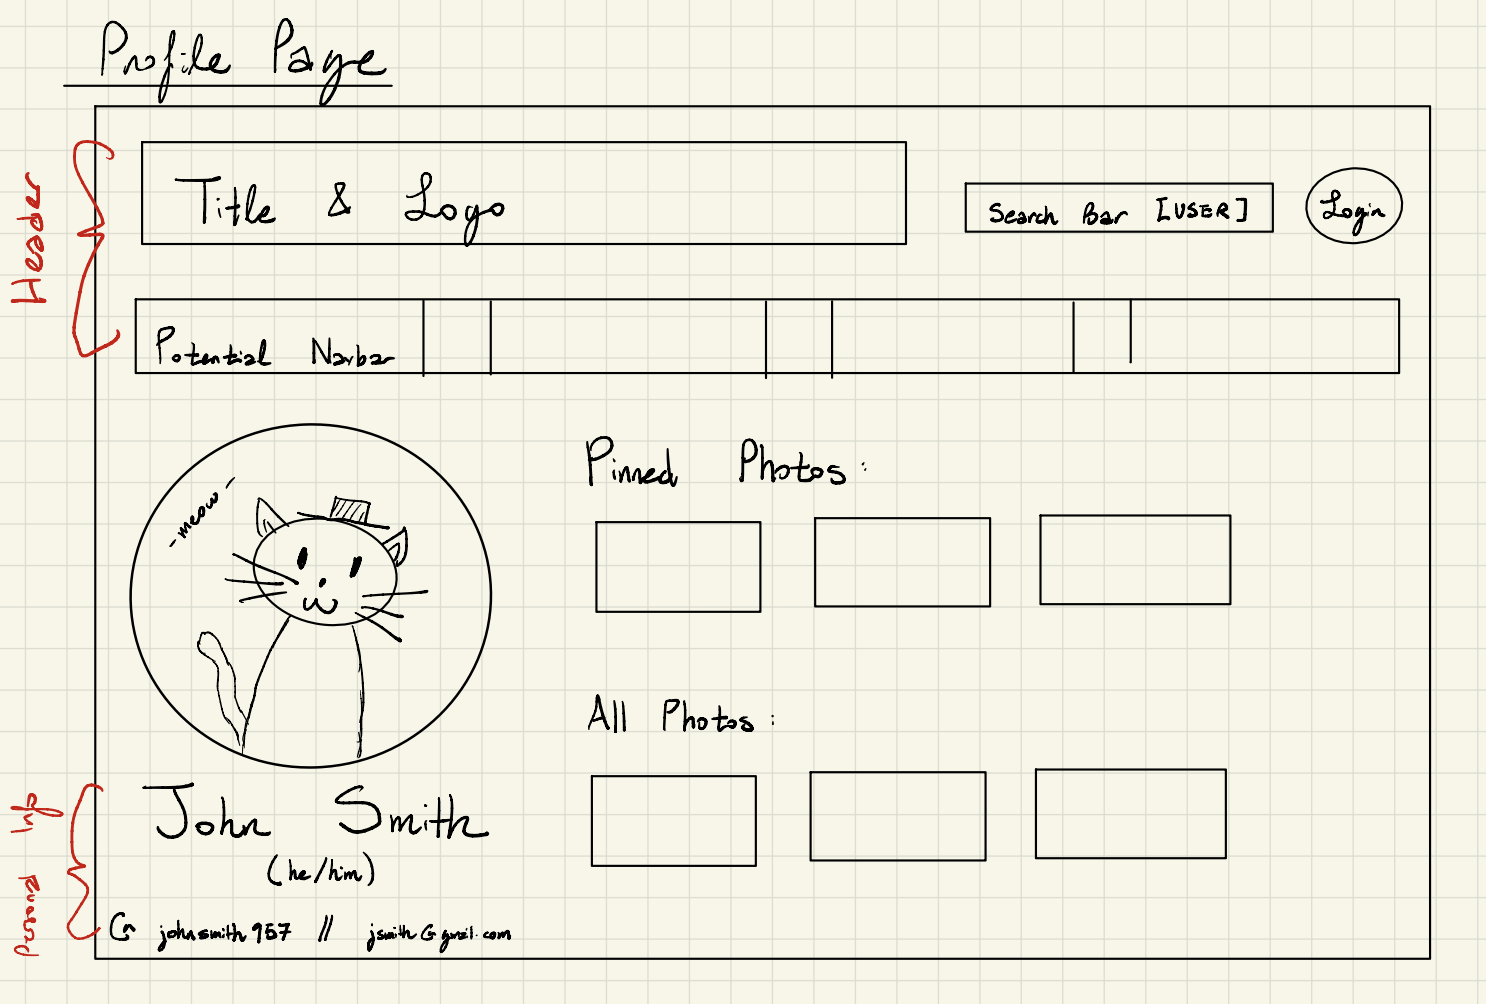 Profile Page
Header
Title & Logo
Search Bar [USER]
Login
Potential Navbar
-meow-
Pinned Photos:
All Photos:
Personal Info
John Smith
(he/him)
@ johnsmith957 // jsmith@gmail.com